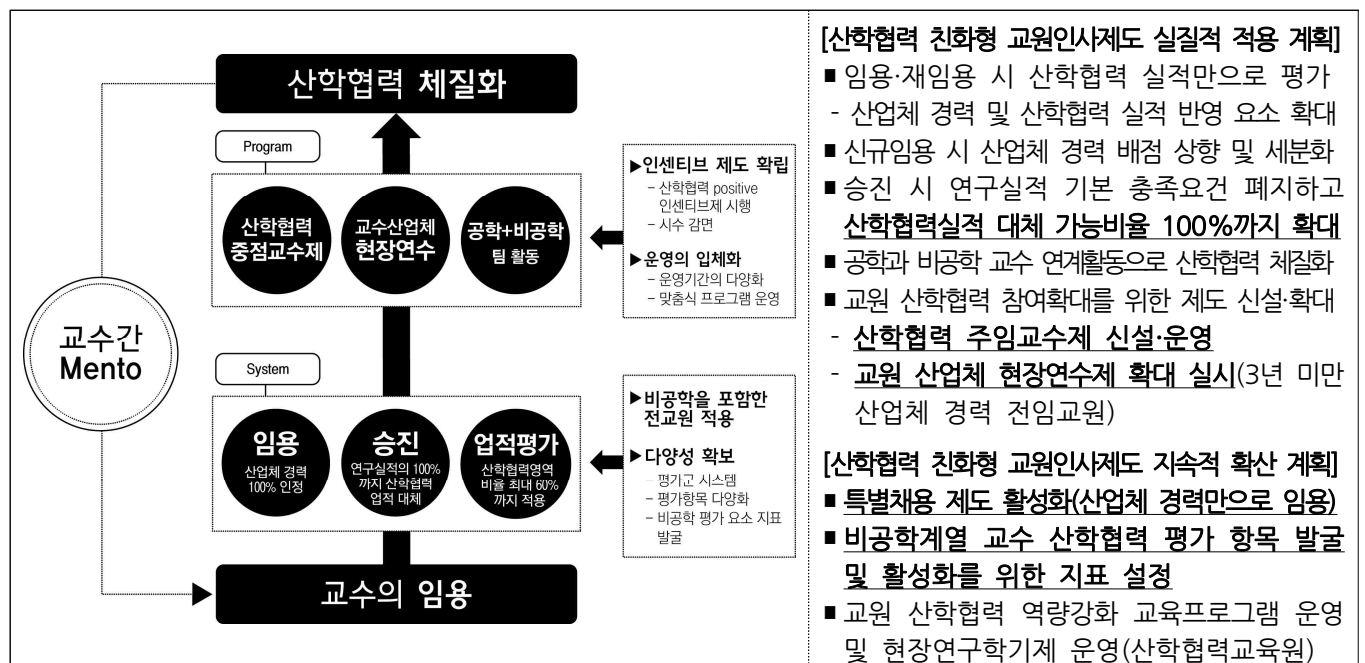 산학협력 체질화
Program
산학협력
중점교수제
교수산업체
현장연수
공학+비공학
팀 활동
▶인센티브 제도 확립
- 산학협력 positive
인센티브제 시행
- 시수 감면
▶운영의 입체화
- 운영기간의 다양화
- 맞춤식 프로그램 운영
교수간
Mento
System
임용
산업체 경력
100% 인정
승진
연구실적의 100%
까지 산학협력
업적 대체
업적평가
산학협력영역
비율 최대 60%
까지 적용
▶비공학을 포함한
전교원 적용
▶다양성 확보
- 평가고 시스템
- 평가항목 다양화
- 비공학 평가 요소 지표
발굴
교수의 임용
[산학협력 친화형 교원인사제도 실질적 적용 계획]
■ 임용·재임용 시 산학협력 실적만으로 평가
- 산업체 경력 및 산학협력 실적 반영 요소 확대
■ 신규임용 시 산업체 경력 배점 상향 및 세분화
■ 승진 시 연구실적 기본 충족요건 폐지하고
산학협력실적 대체 가능비율 100%까지 확대
■ 공학과 비공학 교수 연계활동으로 산학협력 체질화
■ 교원 산학협력 참여확대를 위한 제도 신설·확대
- 산학협력 주임교수제 신설·운영
- 교원 산업체 현장연수제 확대 실시(3년 미만
산업체 경력 전임교원)
[산학협력 친화형 교원인사제도 지속적 확산 계획]
■ 특별채용 제도 활성화(산업체 경력만으로 임용)
■ 비공학계열 교수 산학협력 평가 항목 발굴
및 활성화를 위한 지표 설정
■ 교원 산학협력 역량강화 교육프로그램 운영
및 현장연구학기제 운영(산학협력교육원)